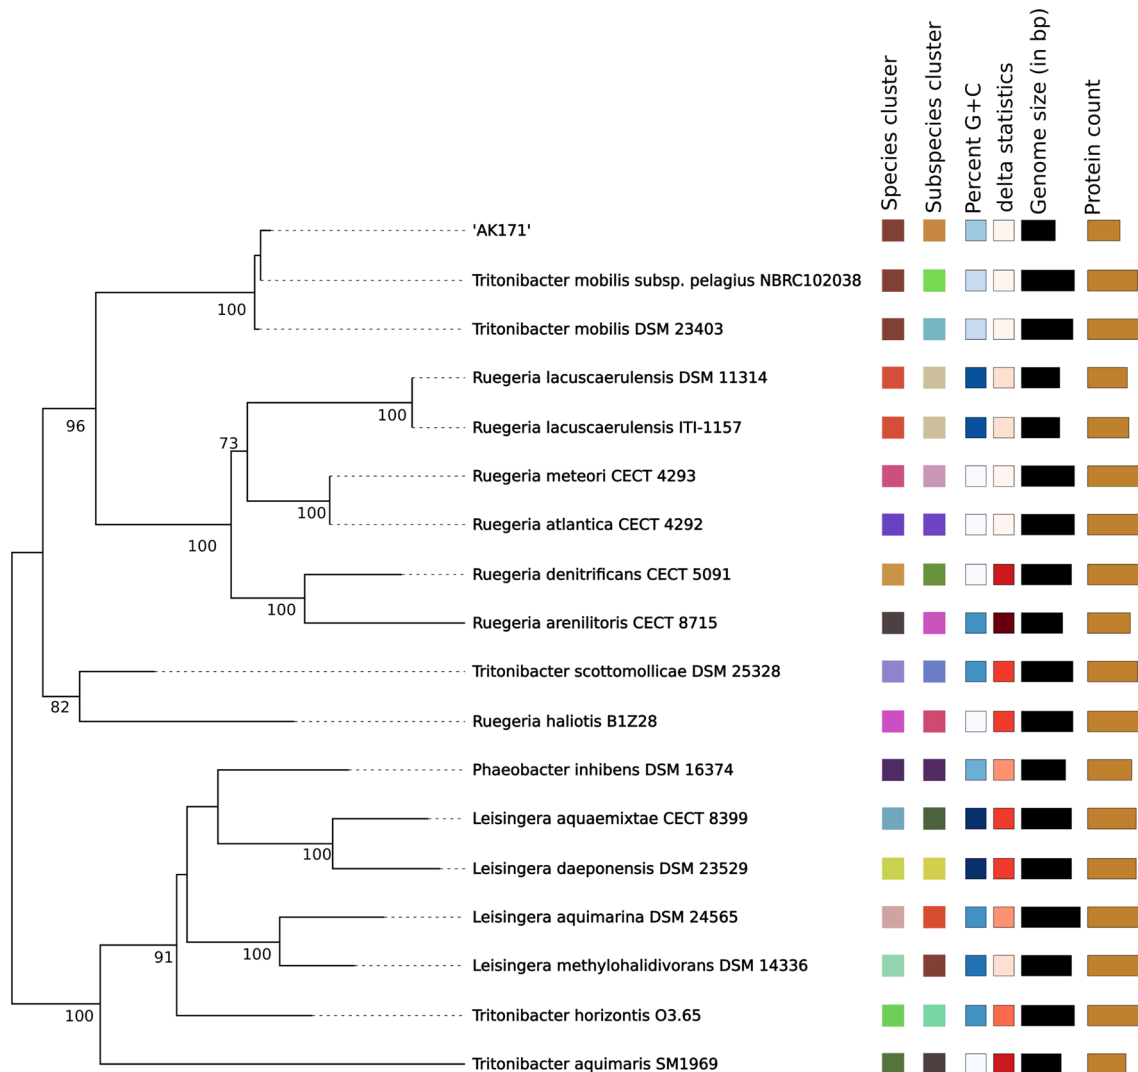 Species cluster
Subspecies cluster
Percent G+C
delta statistics
Genome size (in bp)
Protein count
'AK171'
Tritonibacter mobilis subsp. pelagius NBRC102038
100
Tritonibacter mobilis DSM 23403
Ruegeria lacuscaerulensis DSM 11314
100
96
Ruegeria lacuscaerulensis ITI-1157
73
Ruegeria meteori CECT 4293
100
Ruegeria atlantica CECT 4292
100
Ruegeria denitrificans CECT 5091
100
Ruegeria arenilitoris CECT 8715
Tritonibacter scottomollicae DSM 25328
82
Ruegeria haliotis B1Z28
Phaeobacter inhibens DSM 16374
Leisingera aquaemixtae CECT 8399
100
Leisingera daeponensis DSM 23529
Leisingera aquimarina DSM 24565
100
91
Leisingera methylohalidivorans DSM 14336
Tritonibacter horizontis O3.65
100
Tritonibacter aquimaris SM1969